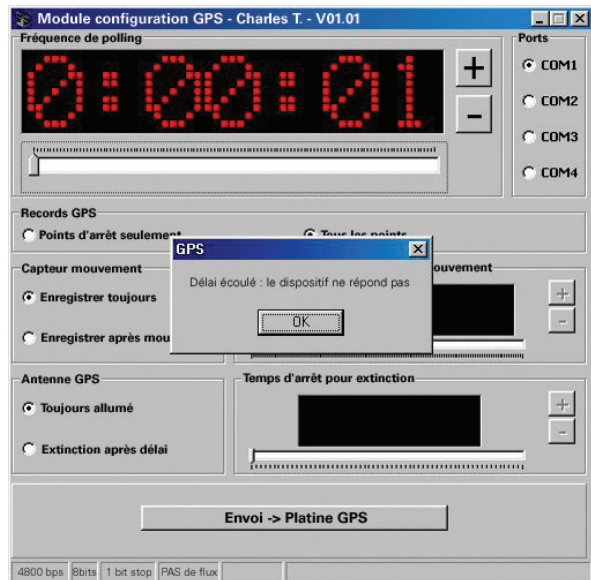 Module configuration GPS - Charles T. - V01.01
Fréquence de polling
Ports
0:00:01
+
-
COM1
COM2
COM3
COM4
Records GPS
Points d'arrêt seulement
Tous les points
GPS
Délai écoulé : le dispositif ne répond pas
OK
Capteur mouvement
ouvement
Enregistrer toujours
Enregistrer après mou
+
-
Antenne GPS
Temps d'arrêt pour extinction
Toujours allumé
Extinction après délai
+
-
Envoi -> Platine GPS
4800 bps 8bits 1 bit stop PAS de flux